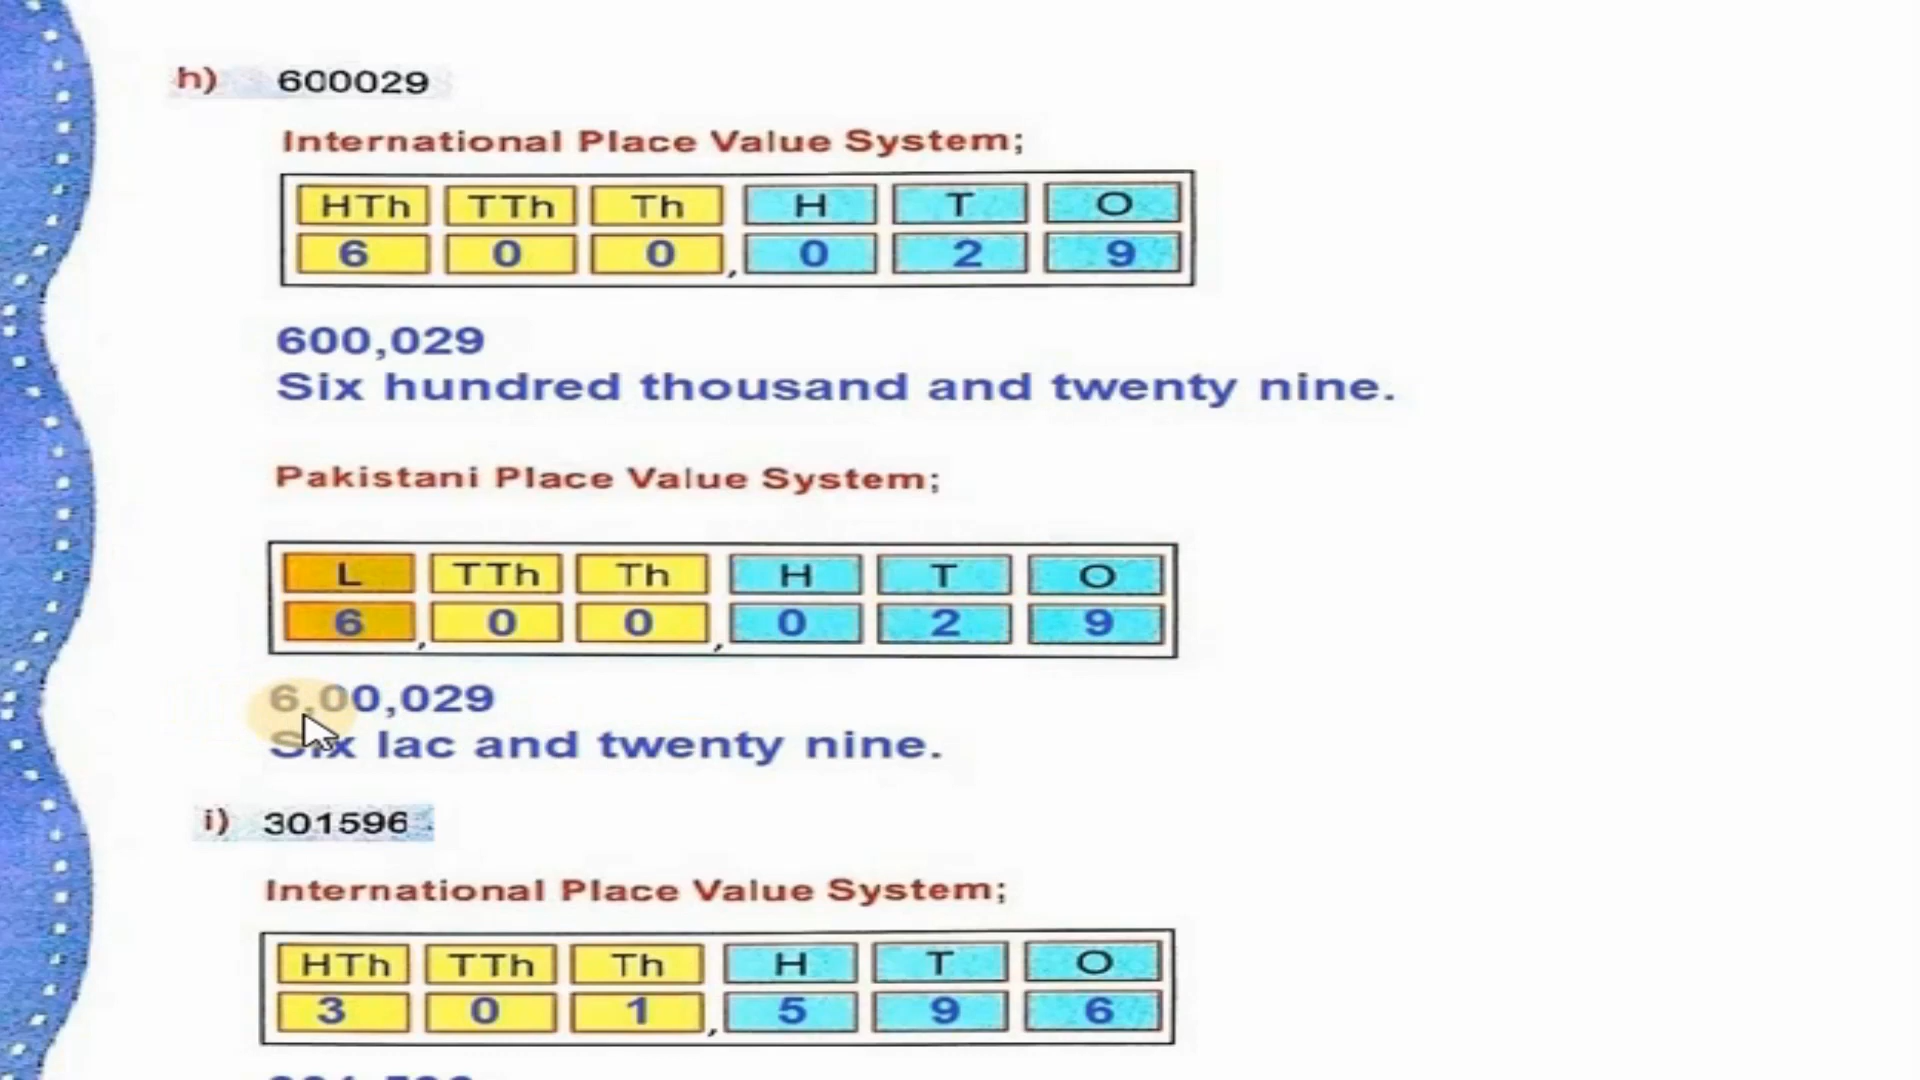 h) 600029
International Place Value System;
HTh TTh Th H T O
6 0 0 , 0 2 9
600,029
Six hundred thousand and twenty nine.
Pakistani Place Value System;
L TTh Th H T O
6 , 0 0 , 0 2 9
6,00,029
Six lac and twenty nine.
i) 301596
International Place Value System;
HTh TTh Th H T O
3 0 1 , 5 9 6